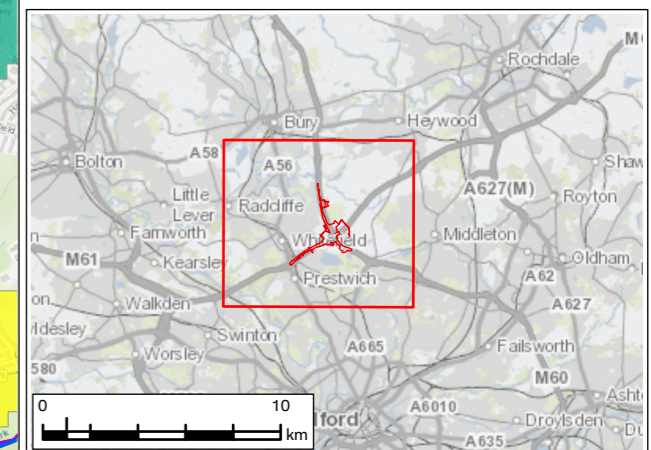 Rochdale
Bury
Heywood
A58
Bolton
A56
Shaw
A627(M)
Little
Lever
Radcliffe
Royton
Farnworth
Whitefield
Middleton
M61
Kearsley
Oldham
Prestwich
A62
Walkden
A627
Swinton
A665
Failsworth
Worsley
580
M60
0 10
km
A6010
Droylsden
A635